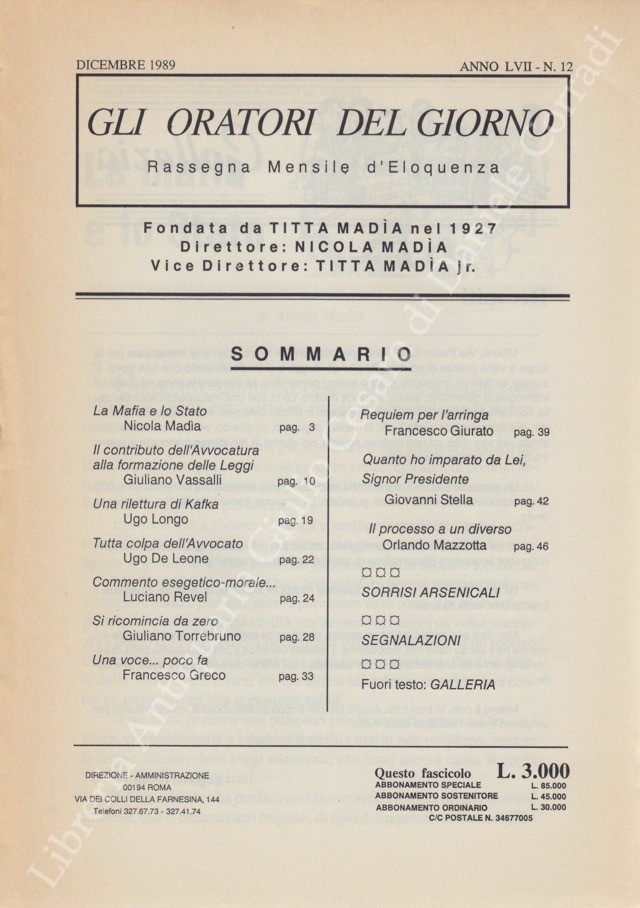 DICEMBRE 1989
ANNO LVII - N. 12
GLI ORATORI DEL GIORNO
Rassegna Mensile d'Eloquenza
Fondata da TITTA MADÌA nel 1927
Direttore: NICOLA MADÌA
Vice Direttore: TITTA MADÌA jr.
SOMMARIO
La Mafia e lo Stato
Nicola Madìa pag. 3
Il contributo dell'Avvocatura
alla formazione delle Leggi
Giuliano Vassalli pag. 10
Una rilettura di Kafka
Ugo Longo pag. 19
Tutta colpa dell'Avvocato
Ugo De Leone pag. 22
Commento esegetico-morale...
Luciano Revel pag. 24
Si ricomincia da zero
Giuliano Torrebruno pag. 28
Una voce... poco fa
Francesco Greco pag. 33
Requiem per l'arringa
Francesco Giurato pag. 39
Quanto ho imparato da Lei,
Signor Presidente
Giovanni Stella pag. 42
Il processo a un diverso
Orlando Mazzotta pag. 46
SORRISI ARSENICALI
SEGNALAZIONI
Fuori testo: GALLERIA
DIREZIONE - AMMINISTRAZIONE
00194 ROMA
VIA DEI COLLI DELLA FARNESINA, 144
Telefoni 327.67.73 - 327.41.74
Questo fascicolo L. 3.000
ABBONAMENTO SPECIALE L. 85.000
ABBONAMENTO SOSTENITORE L. 45.000
ABBONAMENTO ORDINARIO L. 30.000
C/C POSTALE N. 34677005